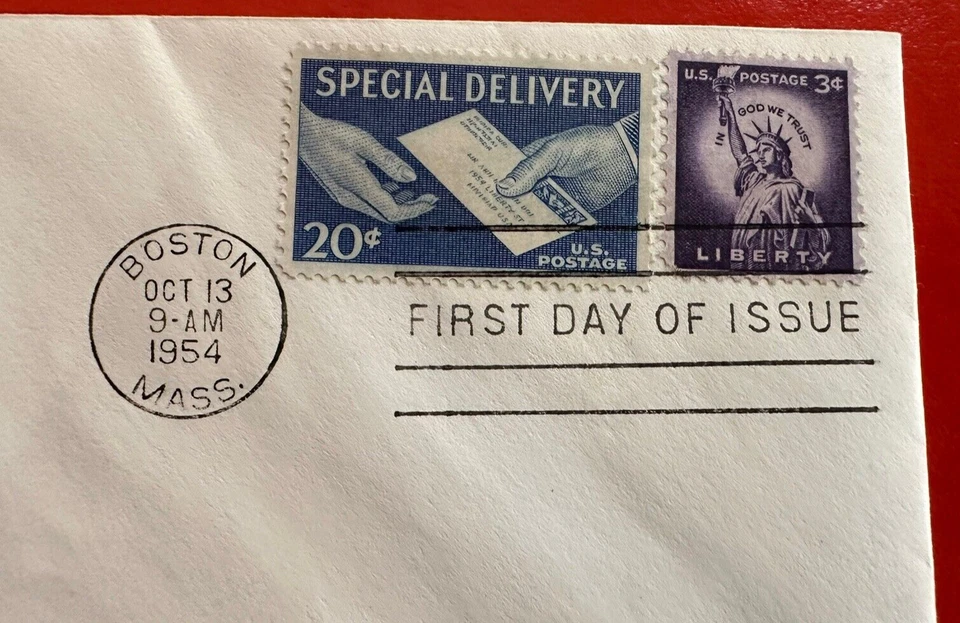 SPECIAL DELIVERY
20¢
U.S.
POSTAGE
U.S. POSTAGE 3¢
IN GOD WE TRUST
LIBERTY
BOSTON
OCT 13
9-AM
1954
MASS.
FIRST DAY OF ISSUE